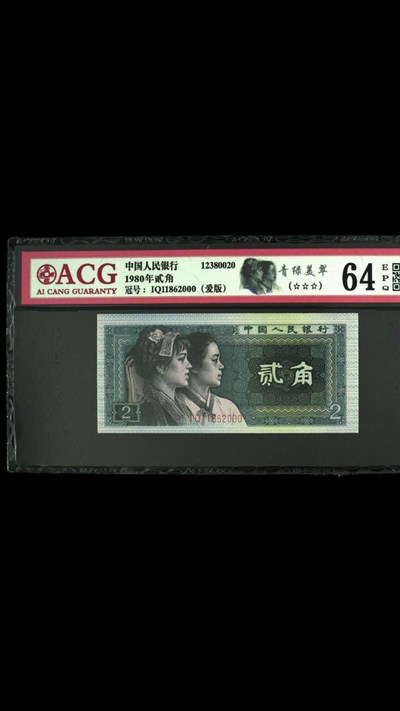 ACG
AI CANG GUARANTY
中国人民银行 12380020
1980年贰角
冠号：IQ11862000（爱版）
青绿美翠
(☆☆☆)
64
EPQ
中国人民银行
贰角
IQ11862000
2
2